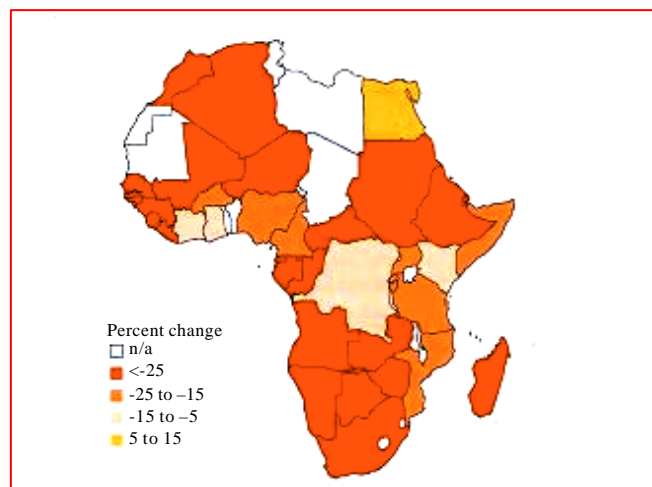 Percent change
n/a
<-25
-25 to –15
-15 to –5
5 to 15